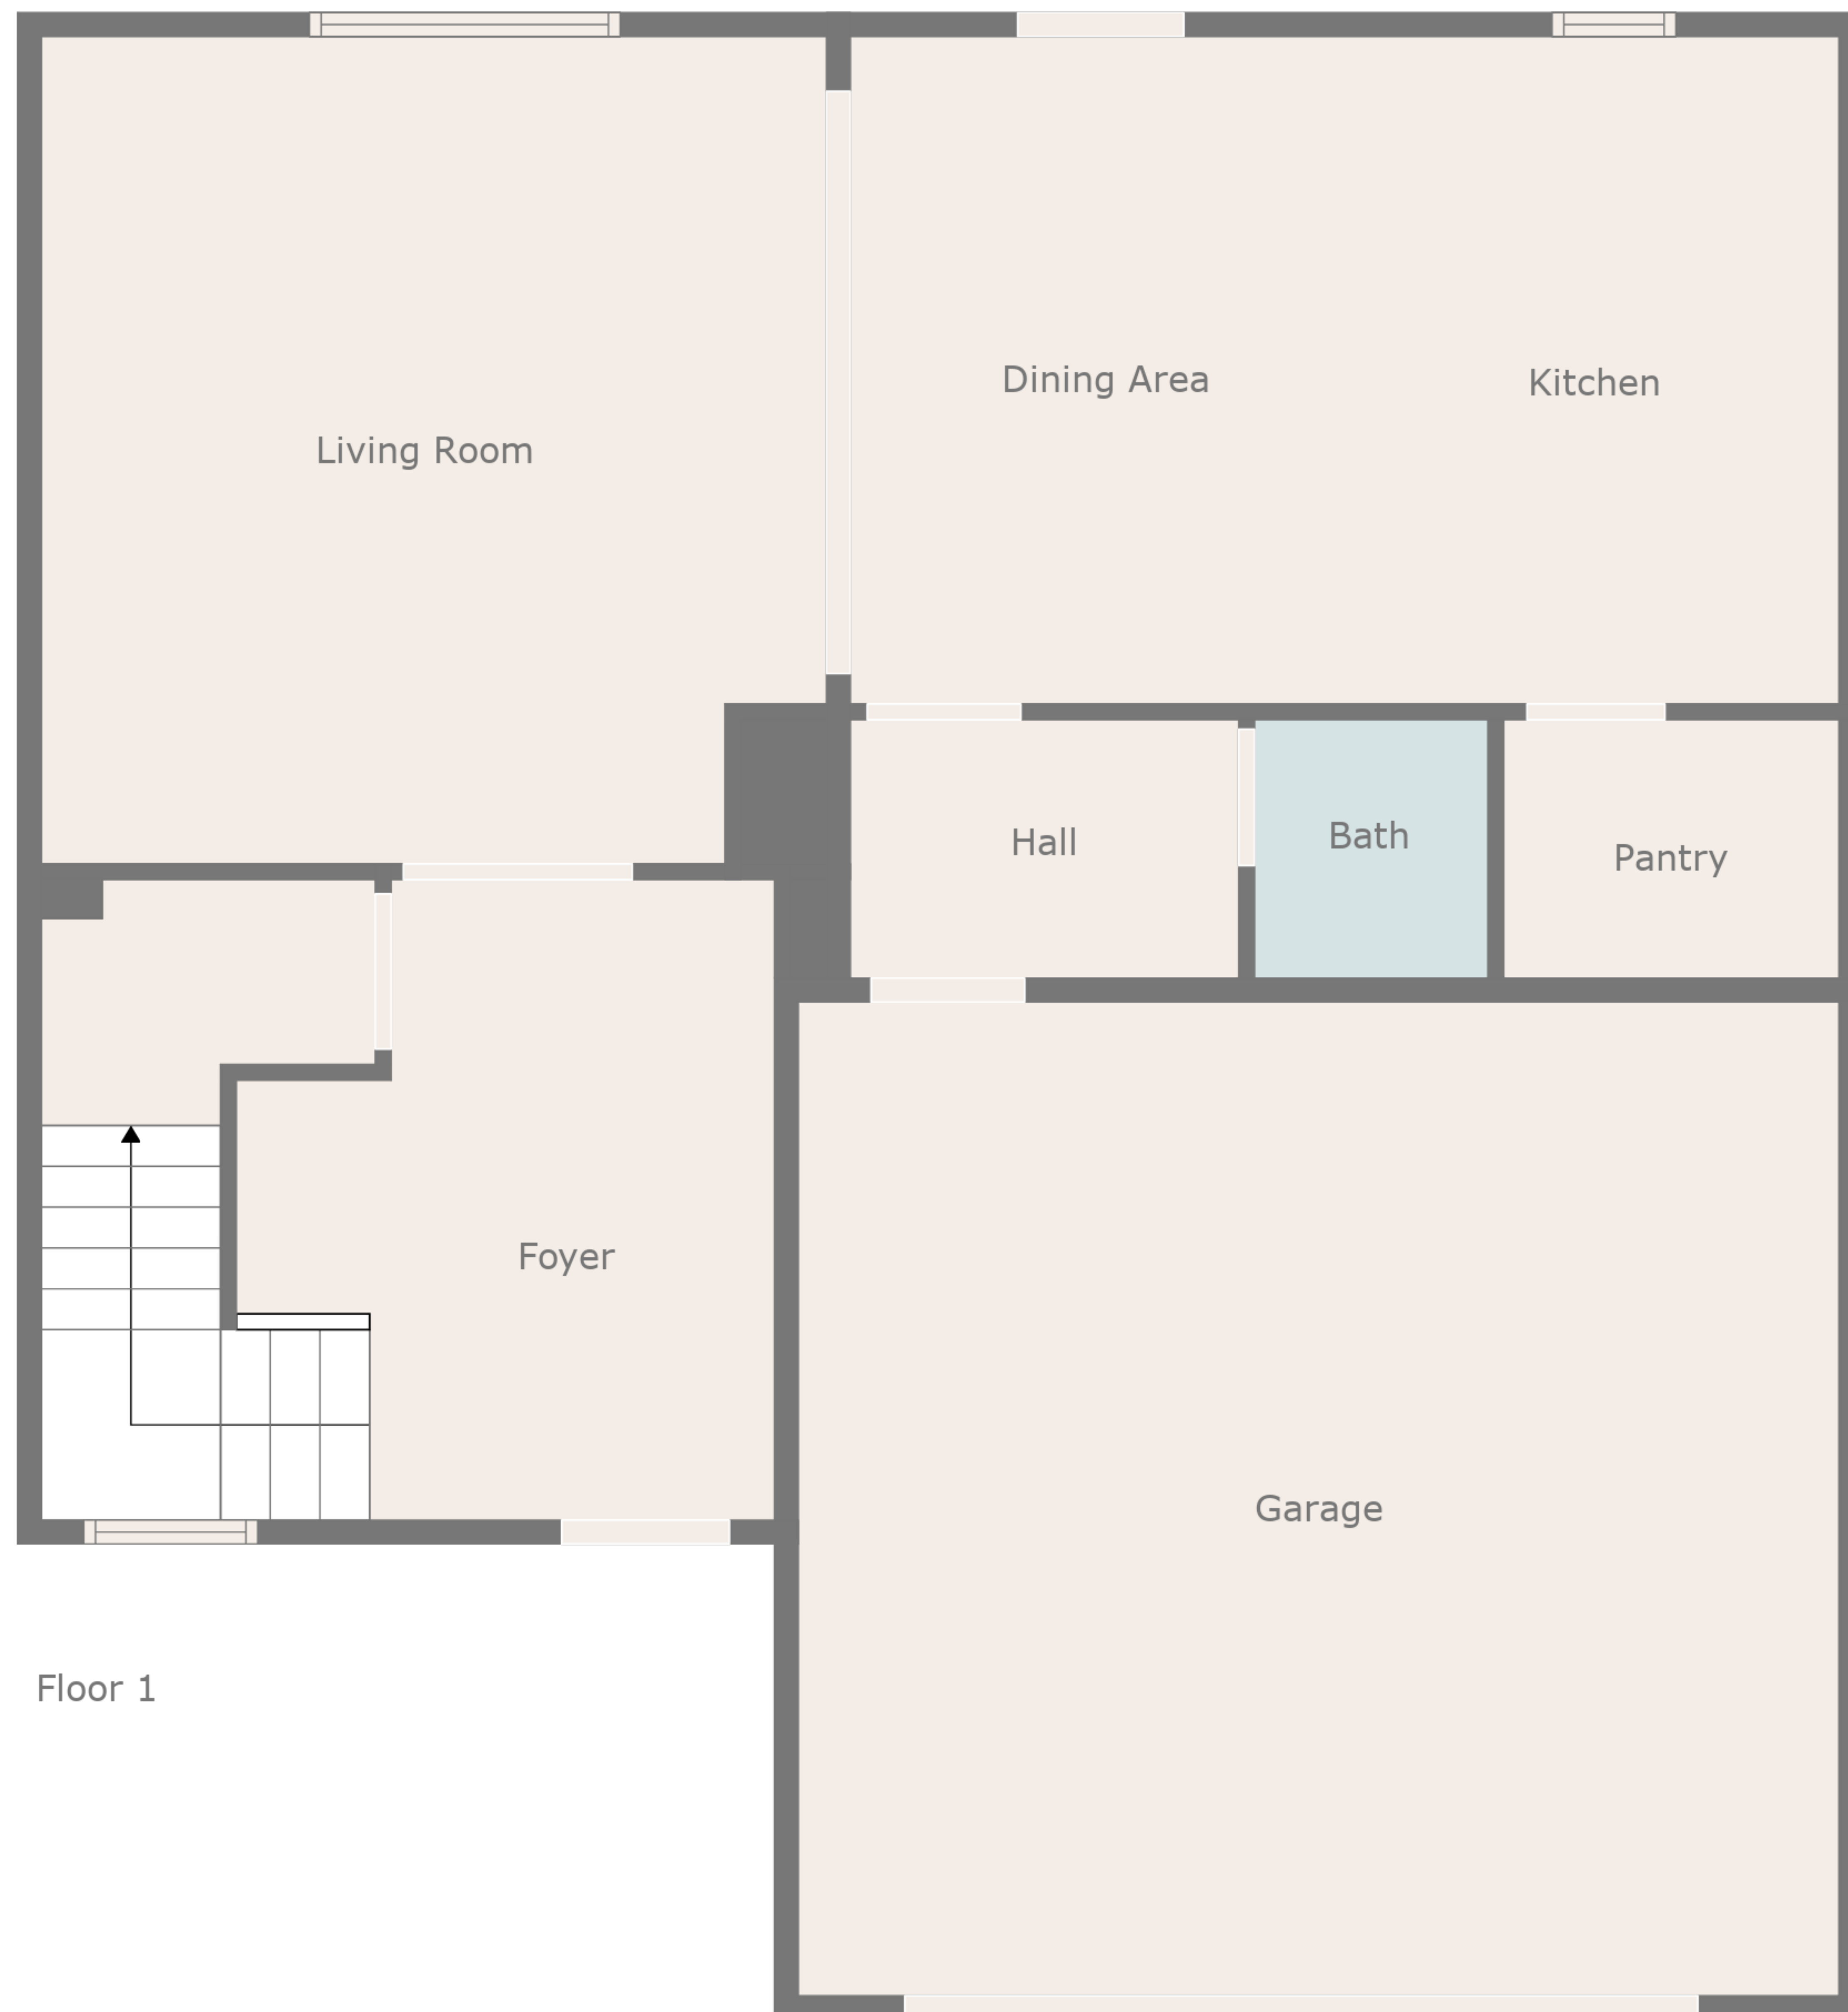 Dining Area
Kitchen
Living Room
Hall
Bath
Pantry
Foyer
Garage
Floor 1